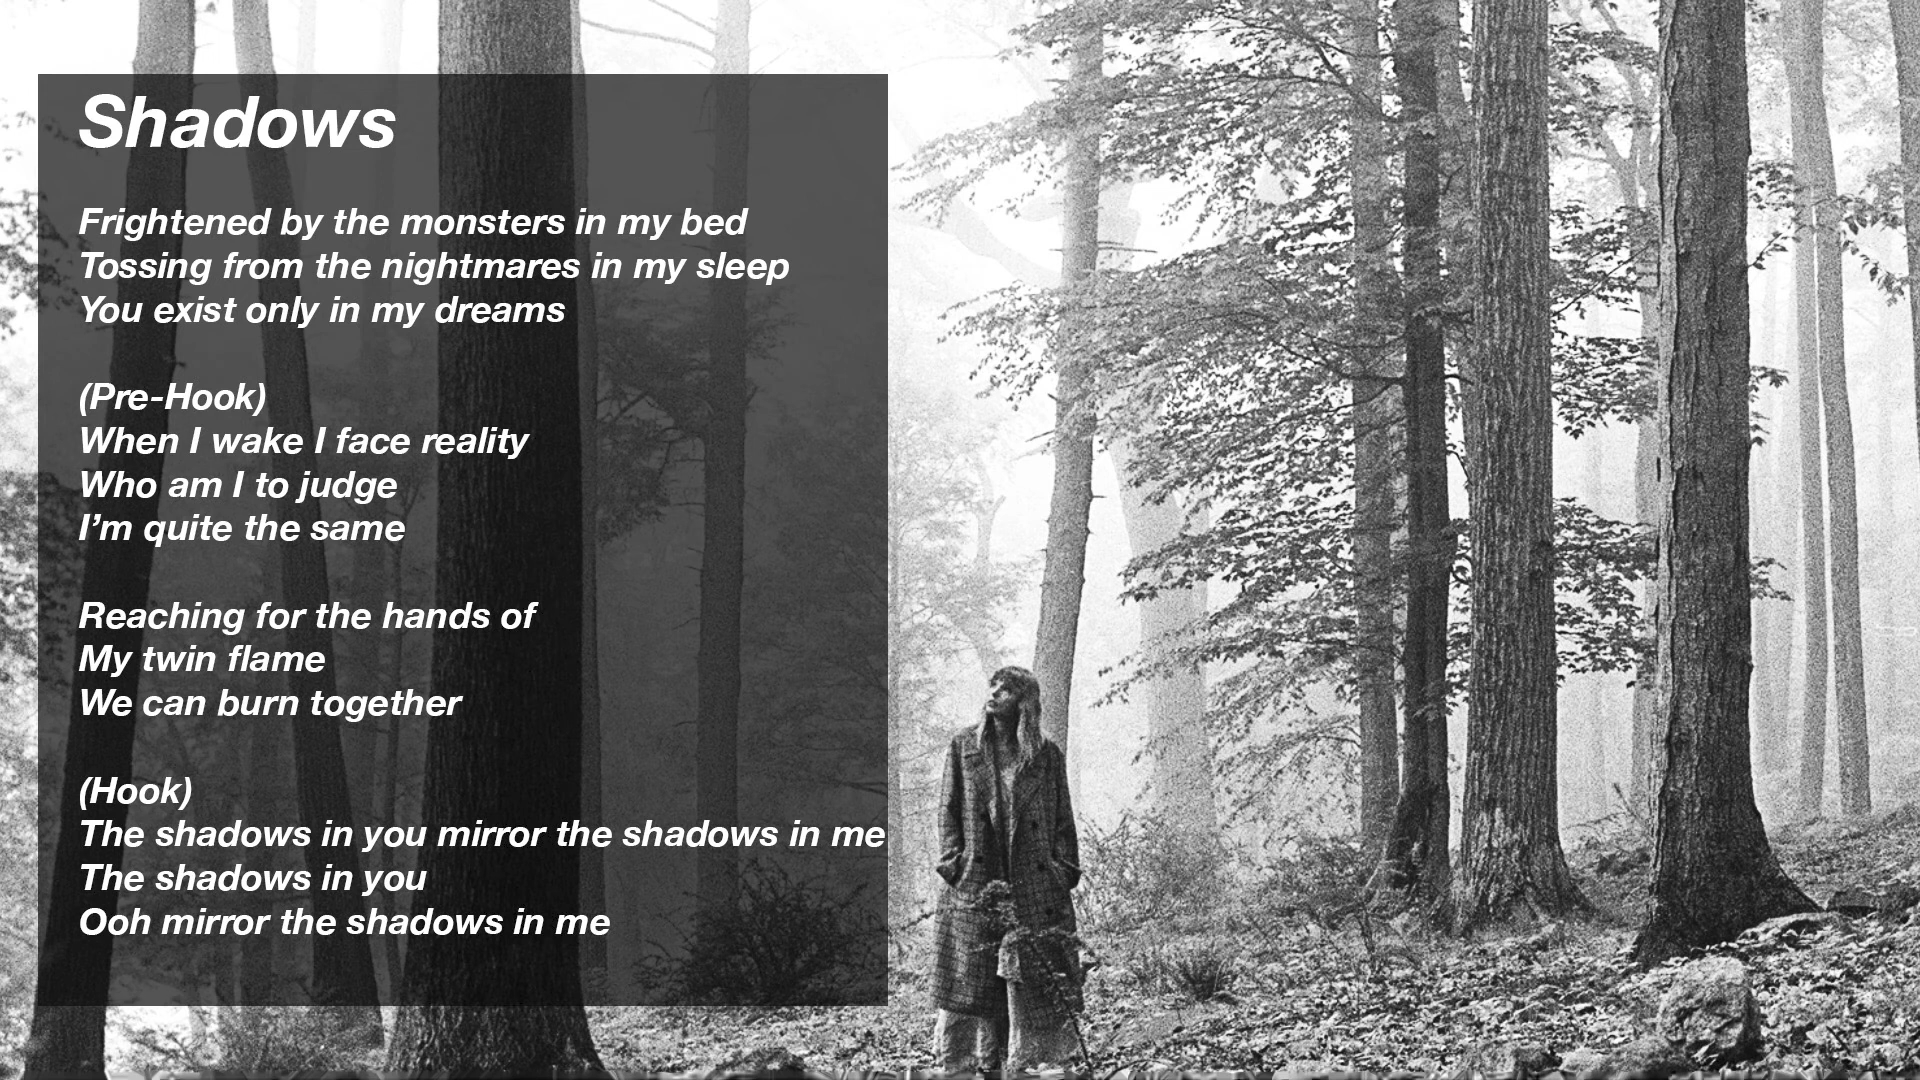 Shadows
Frightened by the monsters in my bed
Tossing from the nightmares in my sleep
You exist only in my dreams
(Pre-Hook)
When I wake I face reality
Who am I to judge
I'm quite the same
Reaching for the hands of
My twin flame
We can burn together
(Hook)
The shadows in you mirror the shadows in me
The shadows in you
Ooh mirror the shadows in me